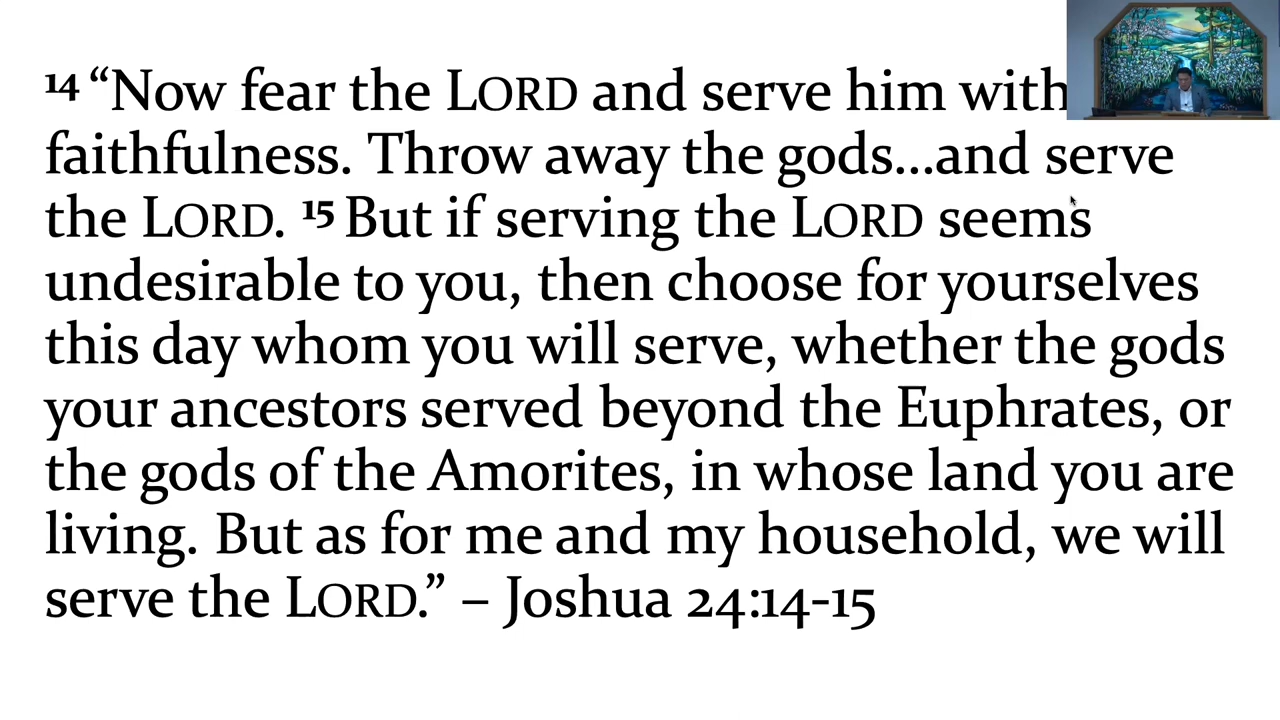 14 “Now fear the LORD and serve him with
faithfulness. Throw away the gods...and serve
the LORD. 15 But if serving the LORD seems
undesirable to you, then choose for yourselves
this day whom you will serve, whether the gods
your ancestors served beyond the Euphrates, or
the gods of the Amorites, in whose land you are
living. But as for me and my household, we will
serve the LORD.” – Joshua 24:14-15